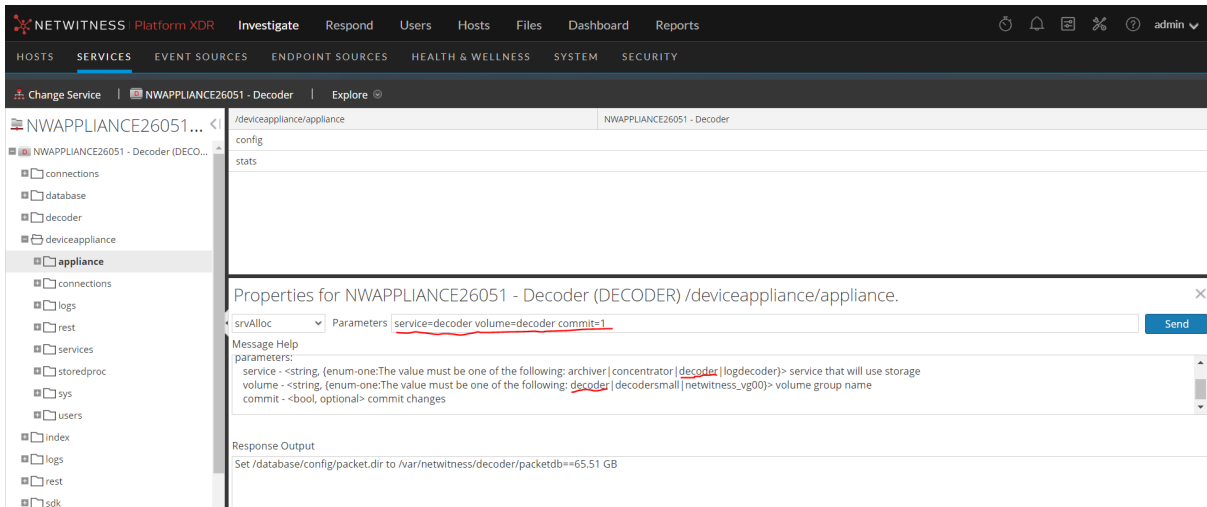 NETWITNESS Platform XDR Investigate Respond Users Hosts Files Dashboard Reports admin
HOSTS SERVICES EVENT SOURCES ENDPOINT SOURCES HEALTH & WELLNESS SYSTEM SECURITY
Change Service NWAPPLIANCE26051 - Decoder Explore
NWAPPLIANCE26051...
NWAPPLIANCE26051 - Decoder (DECO...
connections
database
decoder
deviceappliance
appliance
connections
logs
rest
services
storedproc
sys
users
index
logs
rest
sdk
/deviceappliance/appliance NWAPPLIANCE26051 - Decoder
config
stats
Properties for NWAPPLIANCE26051 - Decoder (DECODER) /deviceappliance/appliance.
srvAlloc Parameters service=decoder volume=decoder commit=1 Send
Message Help
parameters:
service - <string, {enum-one:The value must be one of the following: archiver|concentrator|decoder|logdecoder}> service that will use storage
volume - <string, {enum-one:The value must be one of the following: decoder|decodersmall|netwitness_vg00}> volume group name
commit - <bool, optional> commit changes
Response Output
Set /database/config/packet.dir to /var/netwitness/decoder/packetdb==65.51 GB